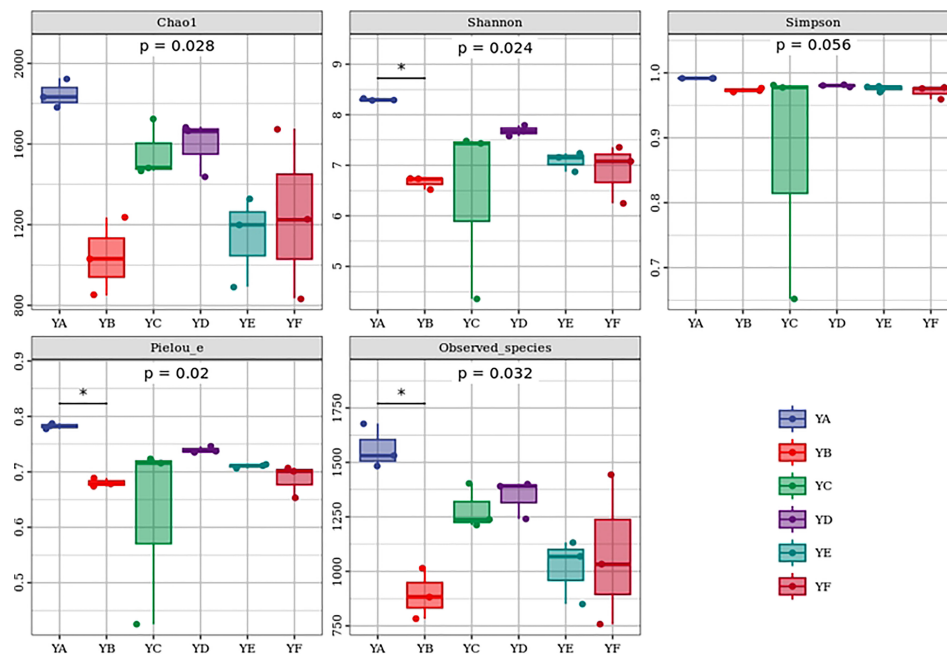 Chao1
p = 0.028
2000
1600
1200
800
YA YB YC YD YE YF
Shannon
p = 0.024
*
9
8
7
6
5
YA YB YC YD YE YF
Simpson
p = 0.056
1.0
0.9
0.8
0.7
YA YB YC YD YE YF
Pielou_e
p = 0.02
*
0.9
0.8
0.7
0.6
0.5
YA YB YC YD YE YF
Observed_species
p = 0.032
*
1750
1500
1250
1000
750
YA YB YC YD YE YF
YA
YB
YC
YD
YE
YF